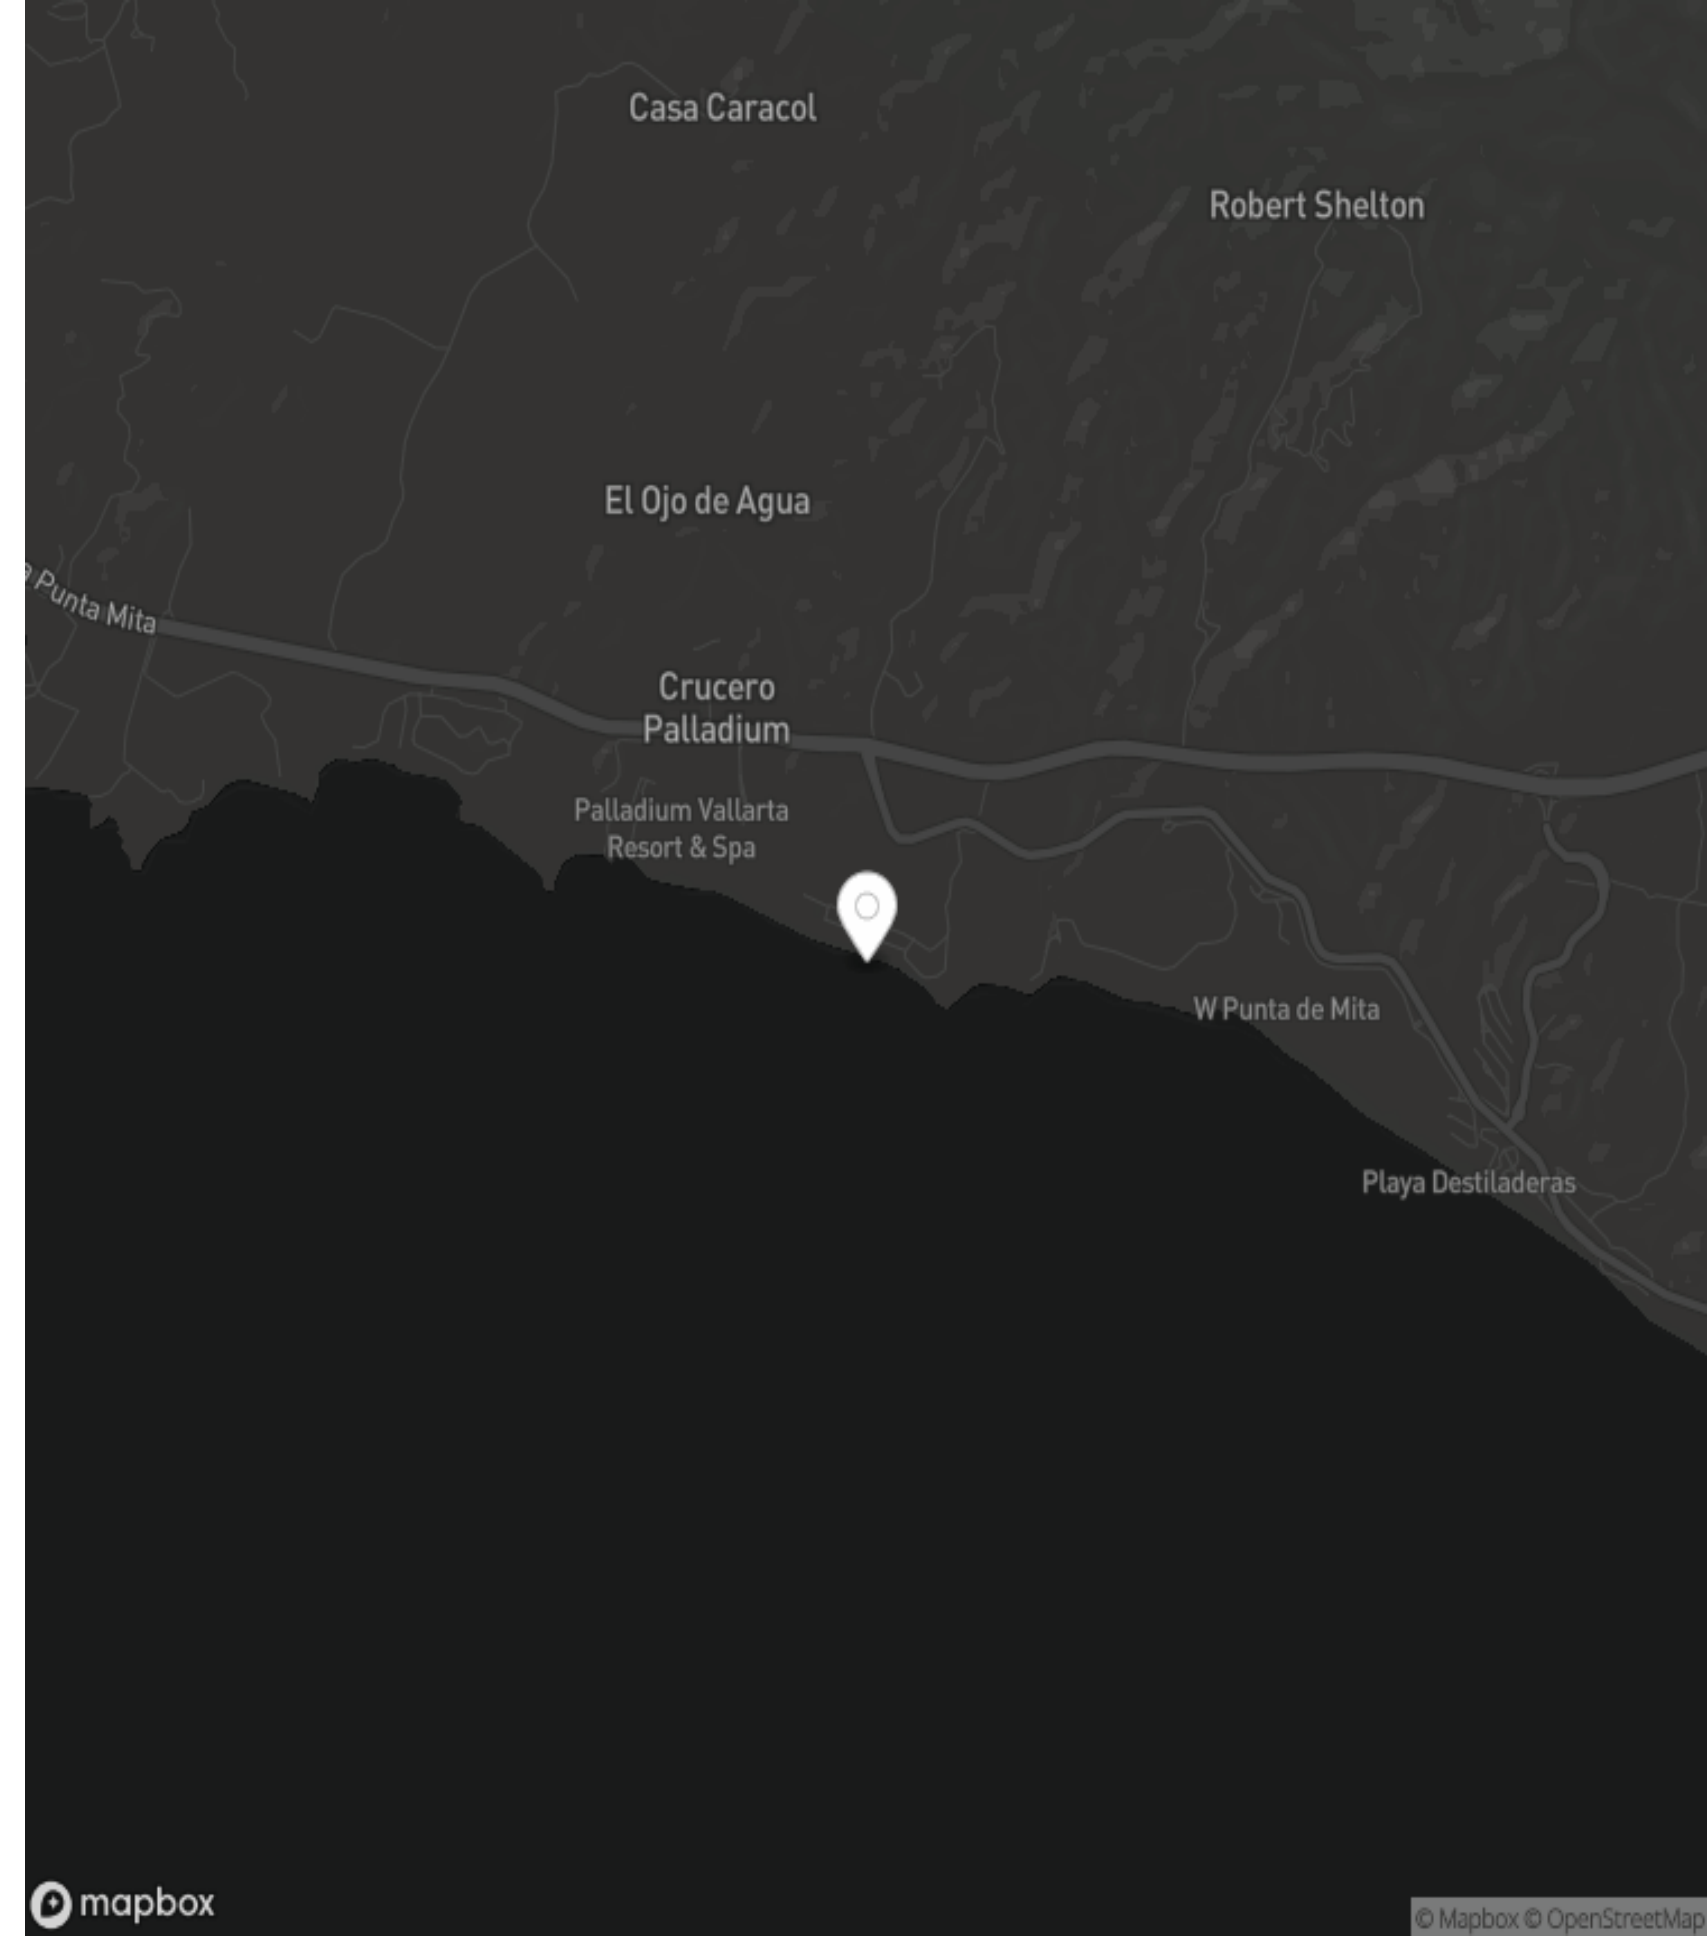 Casa Caracol
Robert Shelton
El Ojo de Agua
a Punta Mita
Crucero
Palladium
Palladium Vallarta
Resort & Spa
W Punta de Mita
Playa Destiladeras
mapbox
© Mapbox © OpenStreetMap